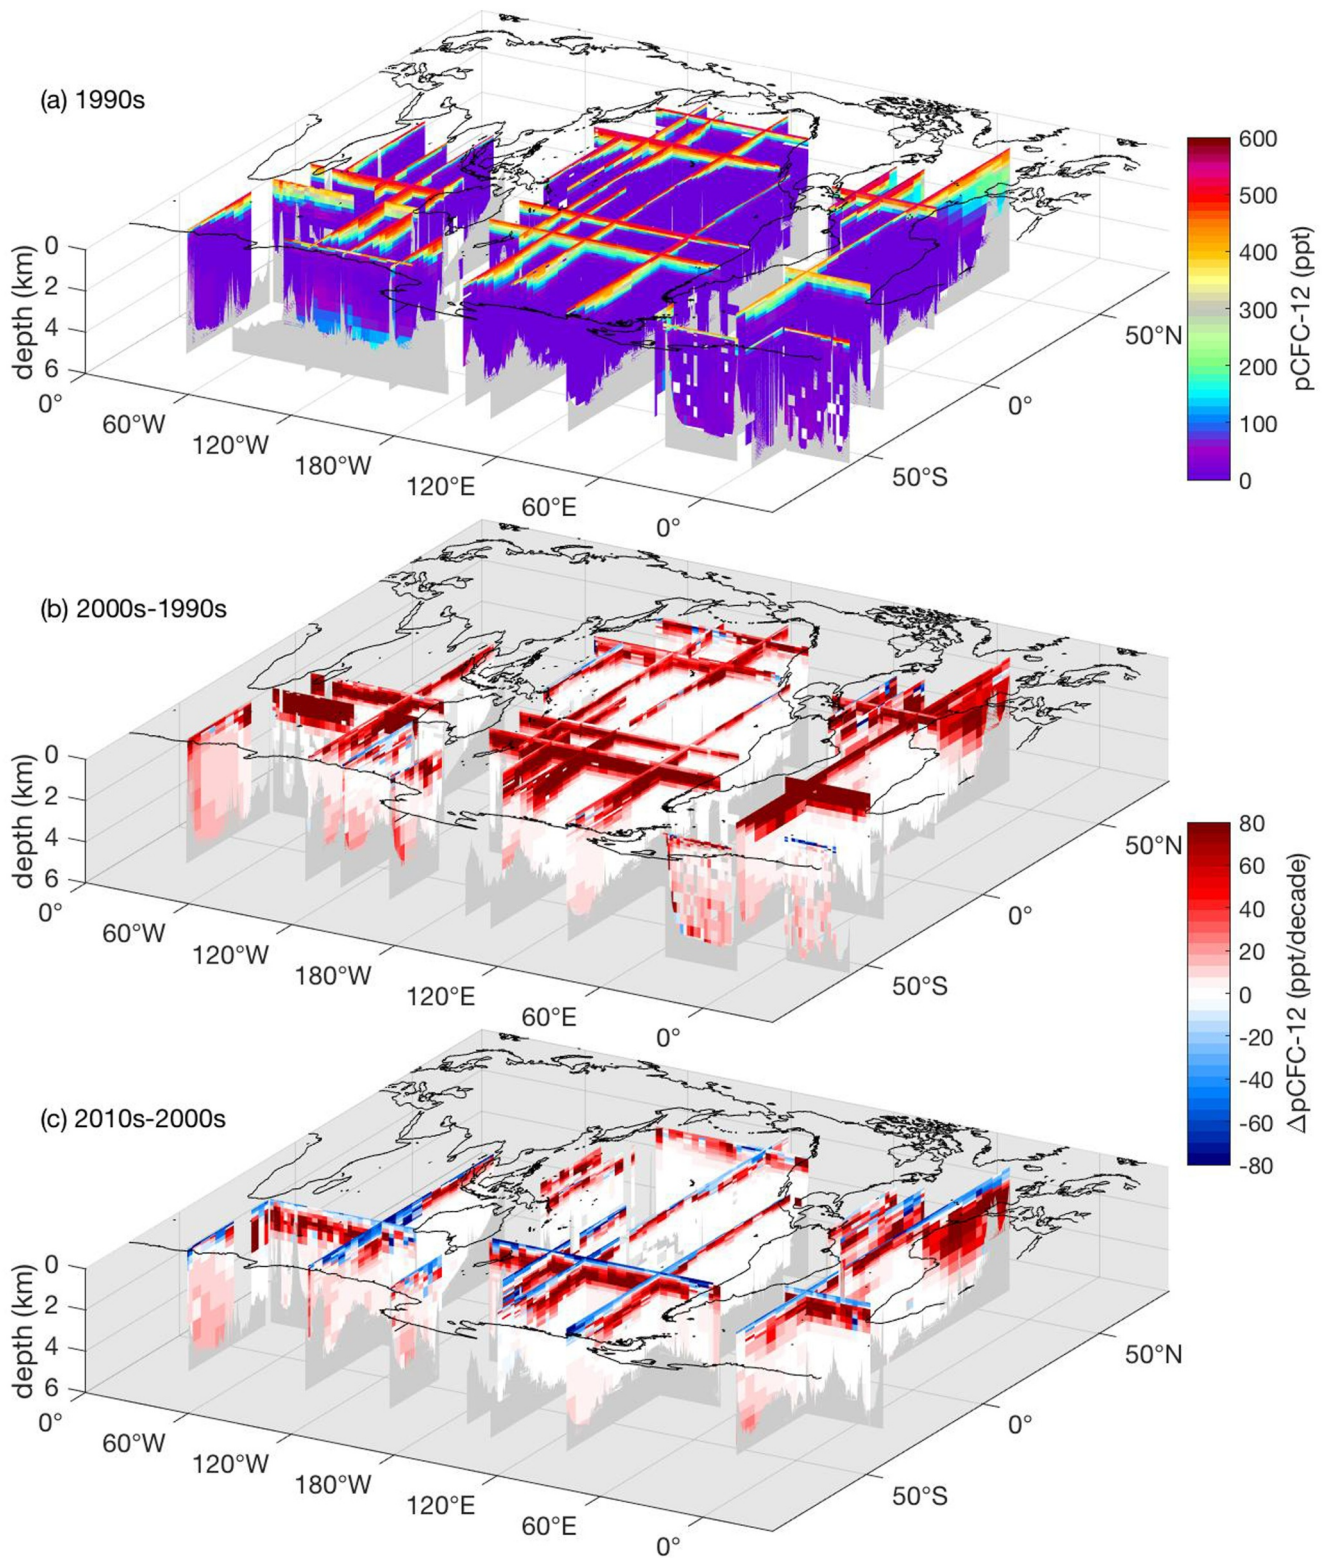 (a) 1990s
0
2
4
6
depth (km)
0°
60°W
120°W
180°W
120°E
60°E
0°
50°S
0°
50°N
600
500
400
300
200
100
0
pCFC-12 (ppt)
(b) 2000s-1990s
0
2
4
6
depth (km)
0°
60°W
120°W
180°W
120°E
60°E
0°
50°S
0°
50°N
80
60
40
20
0
-20
-40
-60
-80
ΔpCFC-12 (ppt/decade)
(c) 2010s-2000s
0
2
4
6
depth (km)
0°
60°W
120°W
180°W
120°E
60°E
0°
50°S
0°
50°N